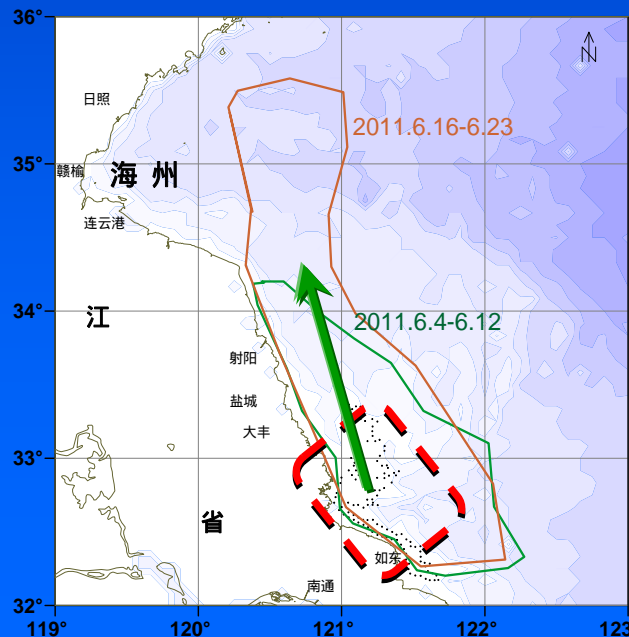 36°
N
日照
2011.6.16-6.23
35°
赣榆
海 州
连云港
34°
江
2011.6.4-6.12
射阳
盐城
大丰
33°
省
如东
南通
32°
119°
120°
121°
122°
123